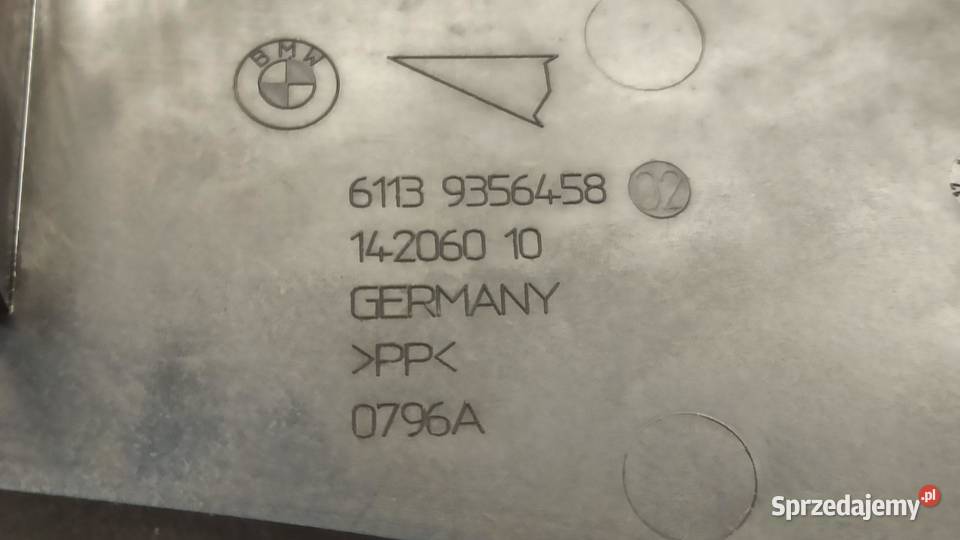 BMW
6113 9356458 02
142060 10
GERMANY
>PP<
0796A
Sprzedajemy.pl